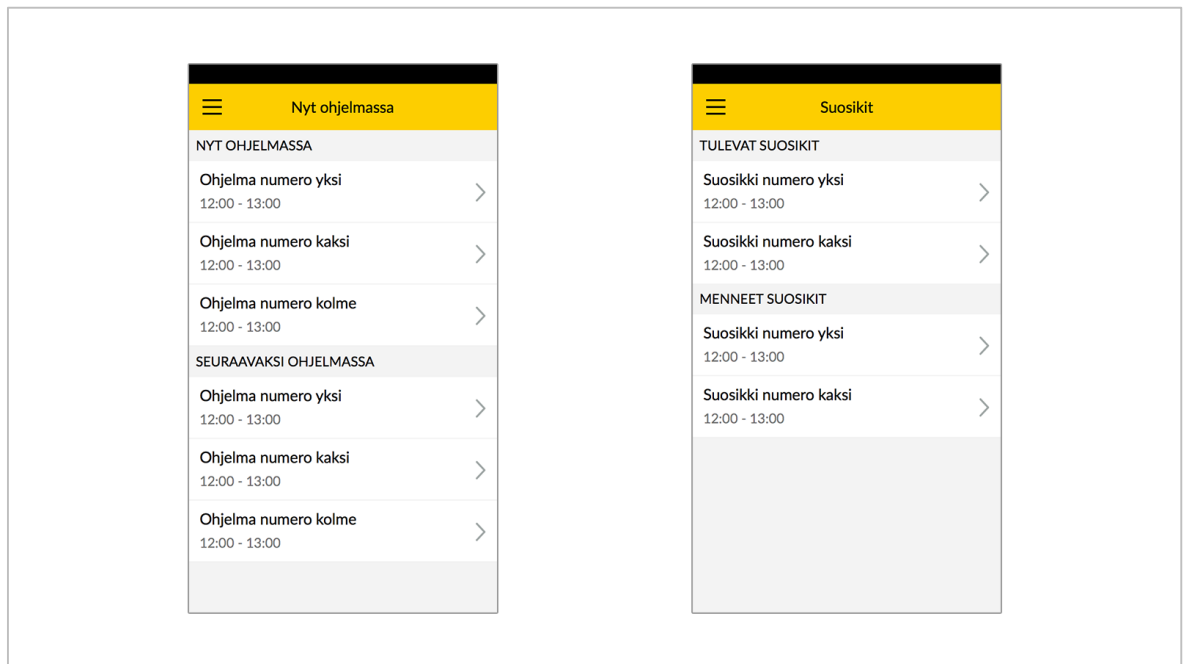 Nyt ohjelmassa
NYT OHJELMASSA
Ohjelma numero yksi
12:00 - 13:00
Ohjelma numero kaksi
12:00 - 13:00
Ohjelma numero kolme
12:00 - 13:00
SEURAAVAKSI OHJELMASSA
Ohjelma numero yksi
12:00 - 13:00
Ohjelma numero kaksi
12:00 - 13:00
Ohjelma numero kolme
12:00 - 13:00
Suosikit
TULEVAT SUOSIKIT
Suosikki numero yksi
12:00 - 13:00
Suosikki numero kaksi
12:00 - 13:00
MENNEET SUOSIKIT
Suosikki numero yksi
12:00 - 13:00
Suosikki numero kaksi
12:00 - 13:00